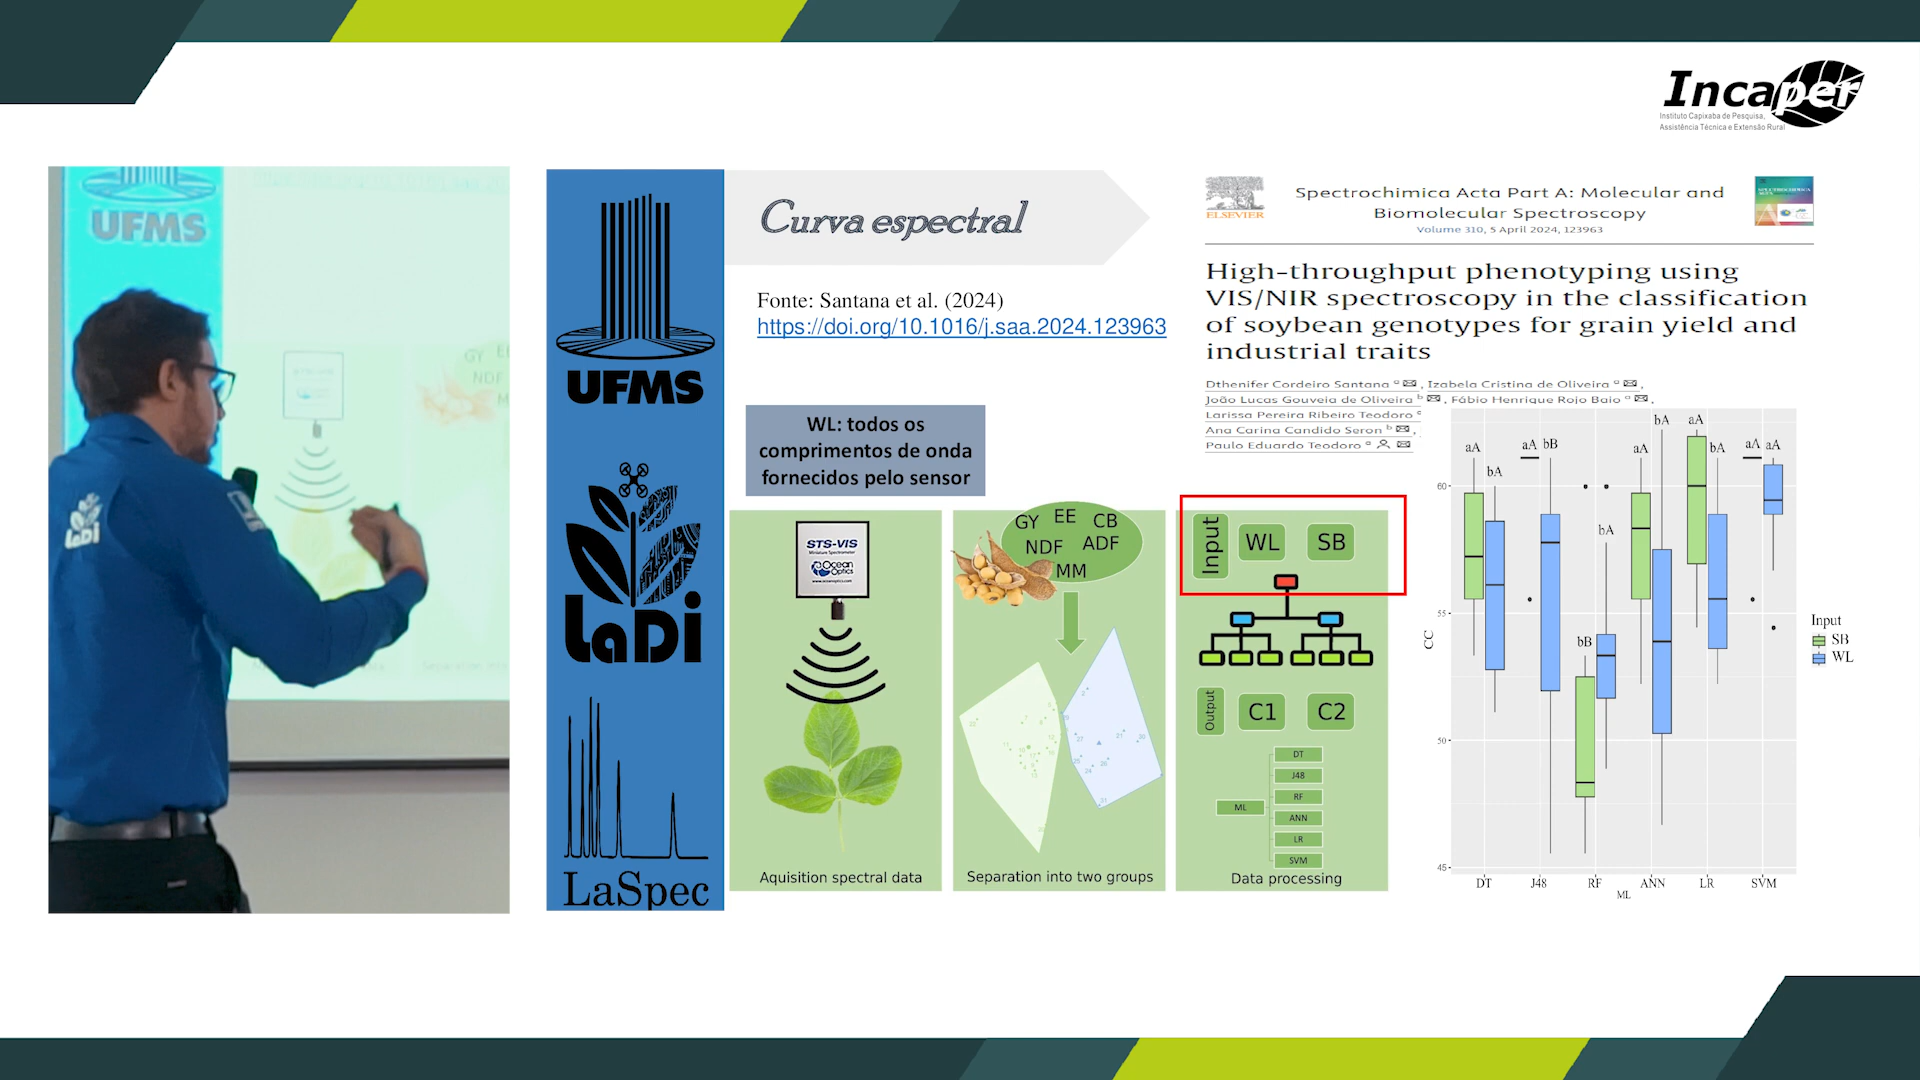 Incaper
Instituto Capixaba de Pesquisa,
Assistência Técnica e Extensão Rural
UFMS
LaDi
GY
NDF
UFMS
LaDi
LaSpec
Curva espectral
Fonte: Santana et al. (2024)
https://doi.org/10.1016/j.saa.2024.123963
ELSEVIER
Spectrochimica Acta Part A: Molecular and
Biomolecular Spectroscopy
Volume 310, 5 April 2024, 123963
High-throughput phenotyping using
VIS/NIR spectroscopy in the classification
of soybean genotypes for grain yield and
industrial traits
Dthenifer Cordeiro Santana a, Izabela Cristina de Oliveira a,
João Lucas Gouveia de Oliveira b, Fábio Henrique Rojo Baio a,
Larissa Pereira Ribeiro Teodoro
Ana Carina Candido Seron b,
Paulo Eduardo Teodoro a
WL: todos os
comprimentos de onda
fornecidos pelo sensor
STS-VIS
Miniature Spectrometer
Ocean
Optics
www.oceanoptics.com
Aquisition spectral data
GY EE CB
NDF ADF
MM
Separation into two groups
Input WL SB
Output C1 C2
ML
DT
J48
RF
ANN
LR
SVM
Data processing
aA bA aA bB bB bA aA bA aA bA aA aA
CC
60
55
50
45
DT J48 RF ANN LR SVM
ML
Input
SB
WL